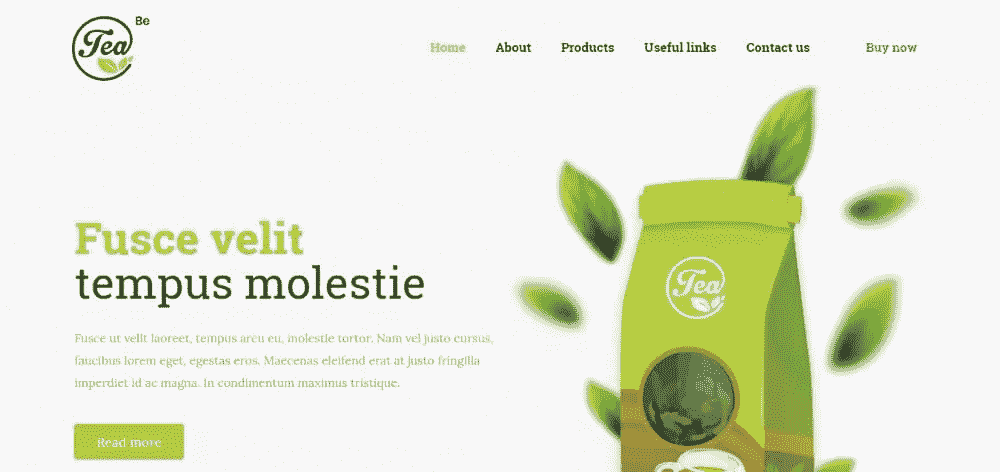 Tea
Be
Home
About
Products
Useful links
Contact us
Buy now
Fusce velit
tempus molestie
Fusce ut velit laoreet, tempus arcu eu, molestie tortor. Nam vel justo cursus,
faucibus lorem eget, egestas eros. Maecenas eleifend erat at justo fringilla
imperdiet id ac magna. In condimentum maximus tristique.
Read more
Tea